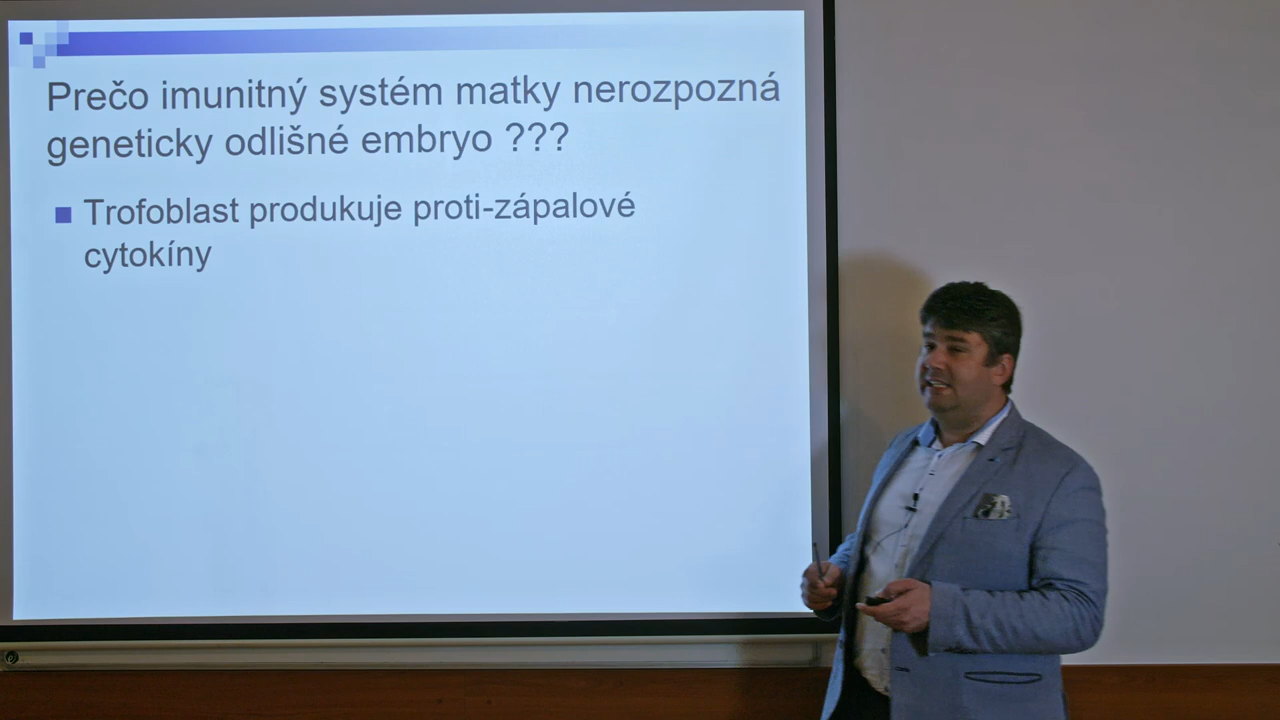 Prečo imunitný systém matky nerozpozná
geneticky odlišné embryo ???
Trofoblast produkuje proti-zápalové
cytokíny